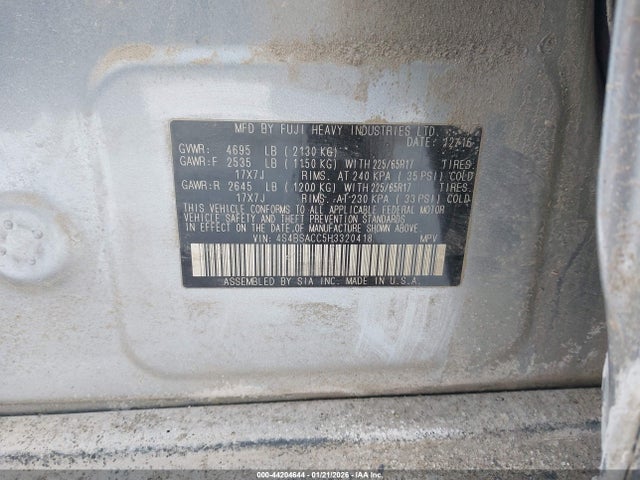 MFD BY FUJI HEAVY INDUSTRIES LTD.
DATE: 12/16
GVWR: 4695 LB (2130 KG)
GAWR:F 2535 LB (1150 KG) WITH 225/65R17 TIRES
17X7J RIMS. AT 240 KPA (35 PSI) COLD
GAWR:R 2645 LB (1200 KG) WITH 225/65R17 TIRES
17X7J RIMS. AT 230 KPA (33 PSI) COLD
THIS VEHICLE CONFORMS TO ALL APPLICABLE FEDERAL MOTOR
VEHICLE SAFETY AND THEFT PREVENTION STANDARDS
IN EFFECT ON THE DATE OF MANUFACTURE SHOWN ABOVE.
VIN: 4S4BSACC5H3320418 MPV
ASSEMBLED BY SIA INC. MADE IN U.S.A.
000-44204644 | 01/21/2026 | IAA